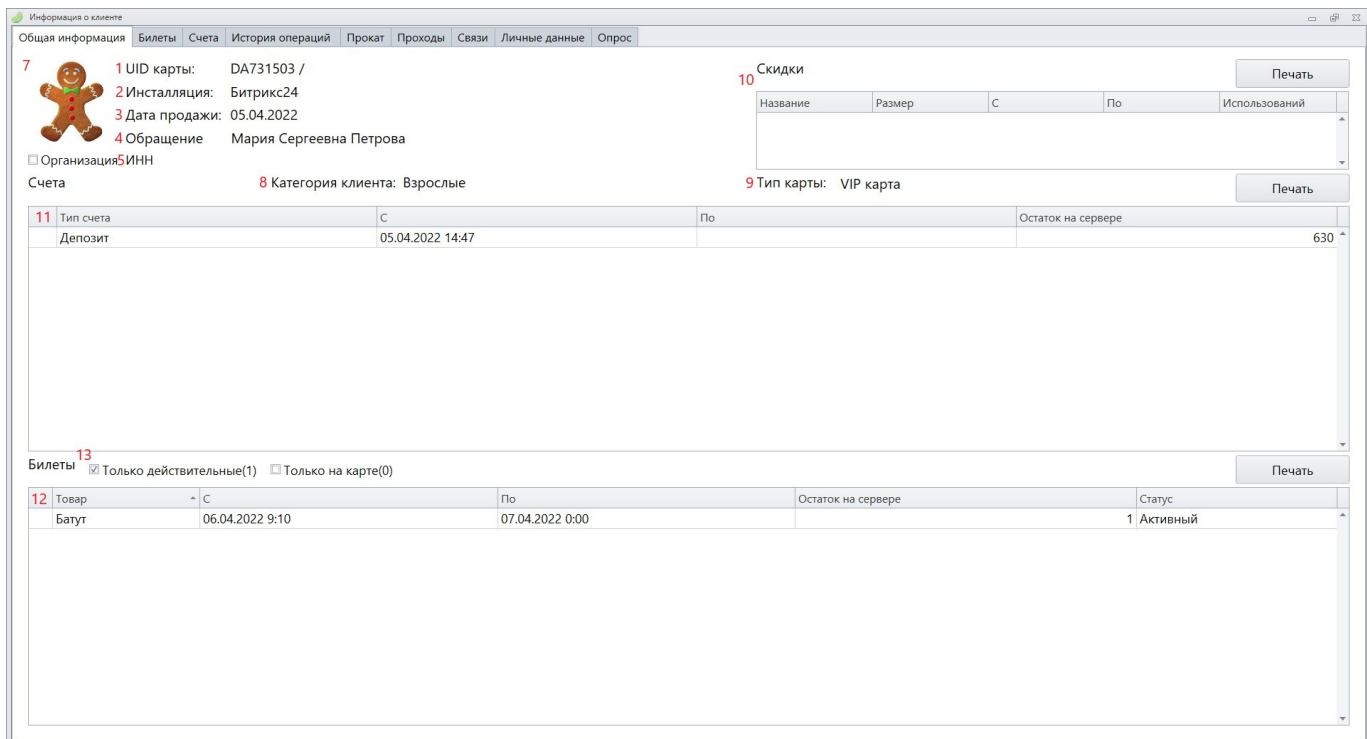 Информация о клиенте
Общая информация Билеты Счета История операций Прокат Проходы Связи Личные данные Опрос
7
1 UID карты: DA731503 /
2 Инсталляция: Битрикс24
3 Дата продажи: 05.04.2022
4 Обращение Мария Сергеевна Петрова
Организация 5 ИНН
10 Скидки Печать
Название Размер С По Использований
Счета 8 Категория клиента: Взрослые 9 Тип карты: VIP карта Печать
11 Тип счета С По Остаток на сервере
Депозит 05.04.2022 14:47 630
Билеты 13 Только действительные(1) Только на карте(0) Печать
12 Товар С По Остаток на сервере Статус
Батут 06.04.2022 9:10 07.04.2022 0:00 1 Активный